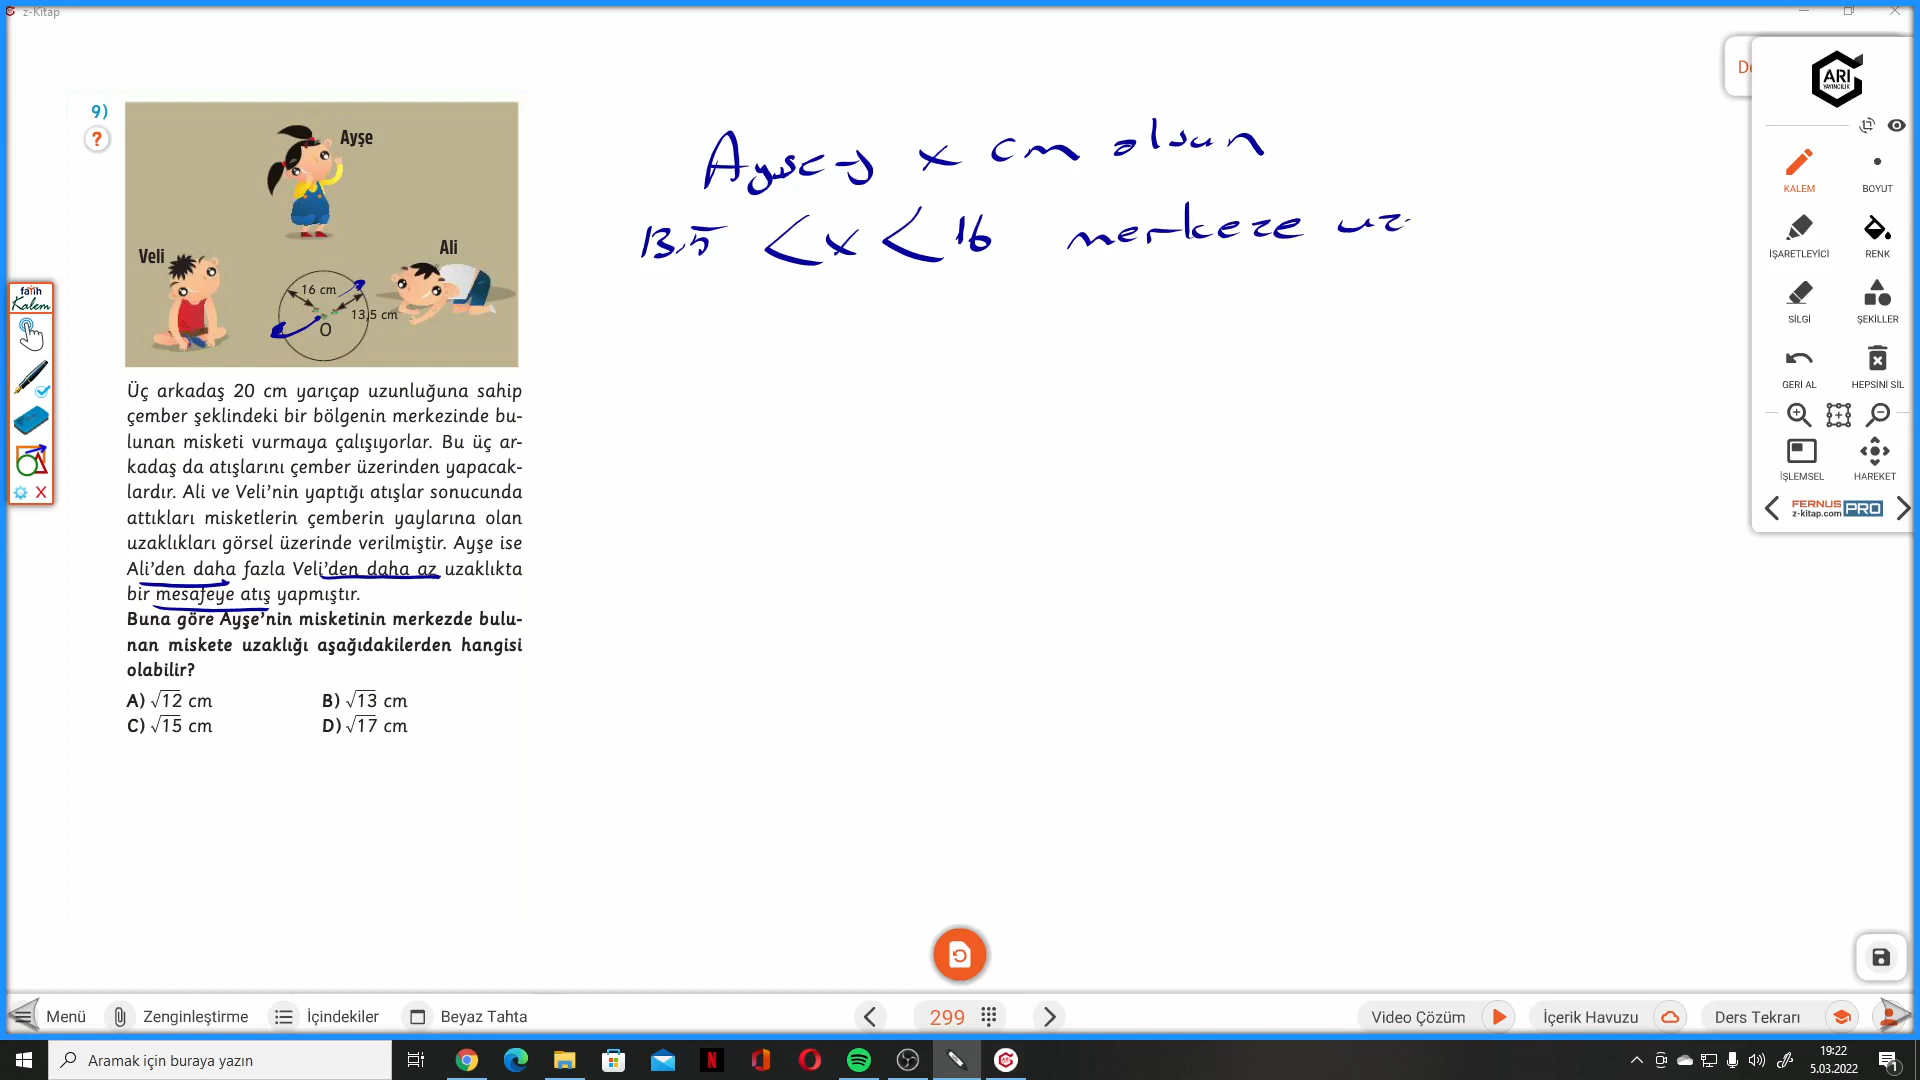 z-Kitap
De
ARI
YAYINCILIK
KALEM
BOYUT
İŞARETLEYİCİ
RENK
SİLGİ
ŞEKİLLER
GERİ AL
HEPSİNİ SİL
İŞLEMSEL
HAREKET
FERNUS
z-kitap.com PRO
fatih
Kalem
X
9)
?
Ayşe
Veli
Ali
16 cm
13,5 cm
O
Üç arkadaş 20 cm yarıçap uzunluğuna sahip
çember şeklindeki bir bölgenin merkezinde bu-
lunan misketi vurmaya çalışıyorlar. Bu üç ar-
kadaş da atışlarını çember üzerinden yapacak-
lardır. Ali ve Veli’nin yaptığı atışlar sonucunda
attıkları misketlerin çemberin yaylarına olan
uzaklıkları görsel üzerinde verilmiştir. Ayşe ise
Ali’den daha fazla Veli’den daha az uzaklıkta
bir mesafeye atış yapmıştır.
Buna göre Ayşe’nin misketinin merkezde bulu-
nan miskete uzaklığı aşağıdakilerden hangisi
olabilir?
A) √12 cm B) √13 cm
C) √15 cm D) √17 cm
x cm olsun
13,5 < x < 16 merkeze uz
Menü
Zenginleştirme
İçindekiler
Beyaz Tahta
299
Video Çözüm
İçerik Havuzu
Ders Tekrarı
Aramak için buraya yazın
19:22
5.03.2022
1